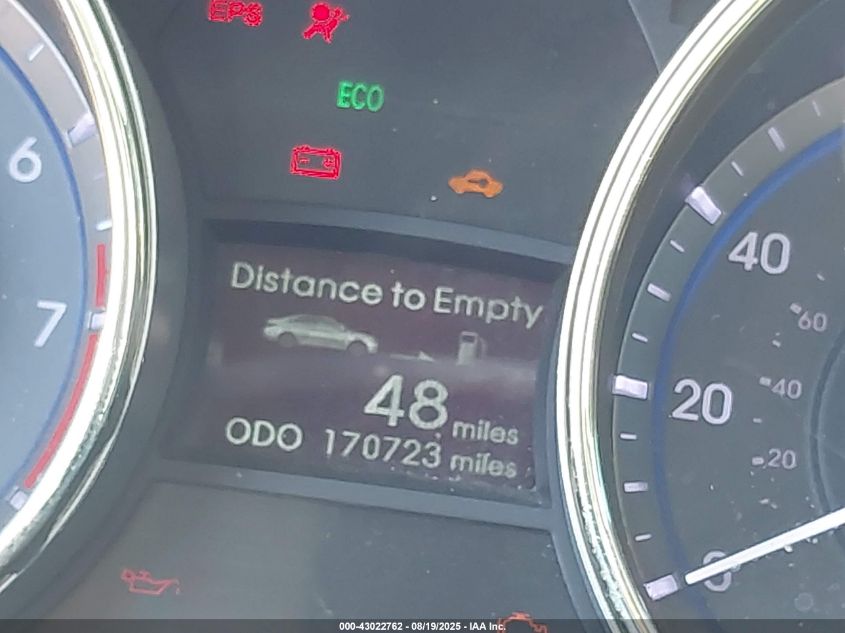 EPS
ECO
6
7
Distance to Empty
48 miles
ODO 170723 miles
40
60
20
40
20
0
000-43022762 - 08/19/2025 - IAA Inc.